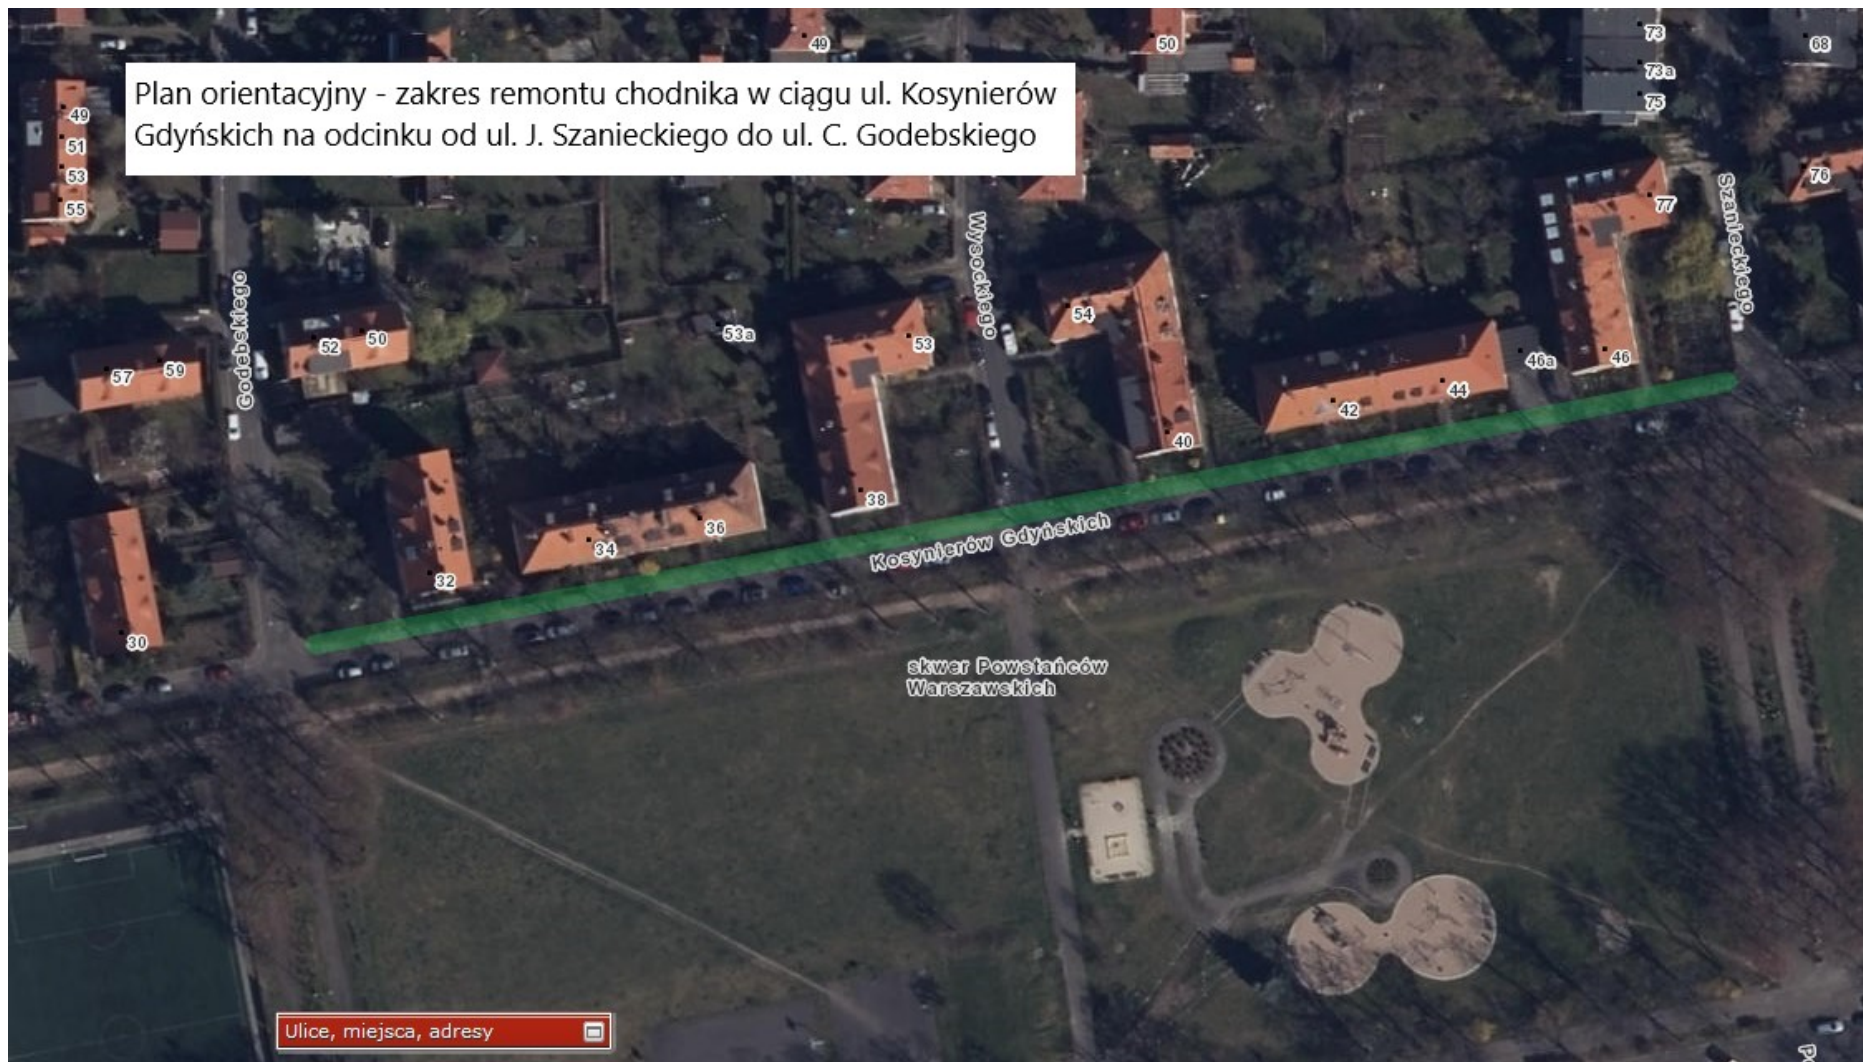 49
50
73
68
73a
75
Plan orientacyjny - zakres remontu chodnika w ciągu ul. Kosynierów
Gdyńskich na odcinku od ul. J. Szanieckiego do ul. C. Godebskiego
49
51
53
55
76
77
Szanieckiego
Wysockiego
Godebskiego
54
53a
53
52
50
57
59
46a
46
44
42
40
38
36
34
32
30
Kosynierów Gdyńskich
skwer Powstańców
Warszawskich
Ulice, miejsca, adresy